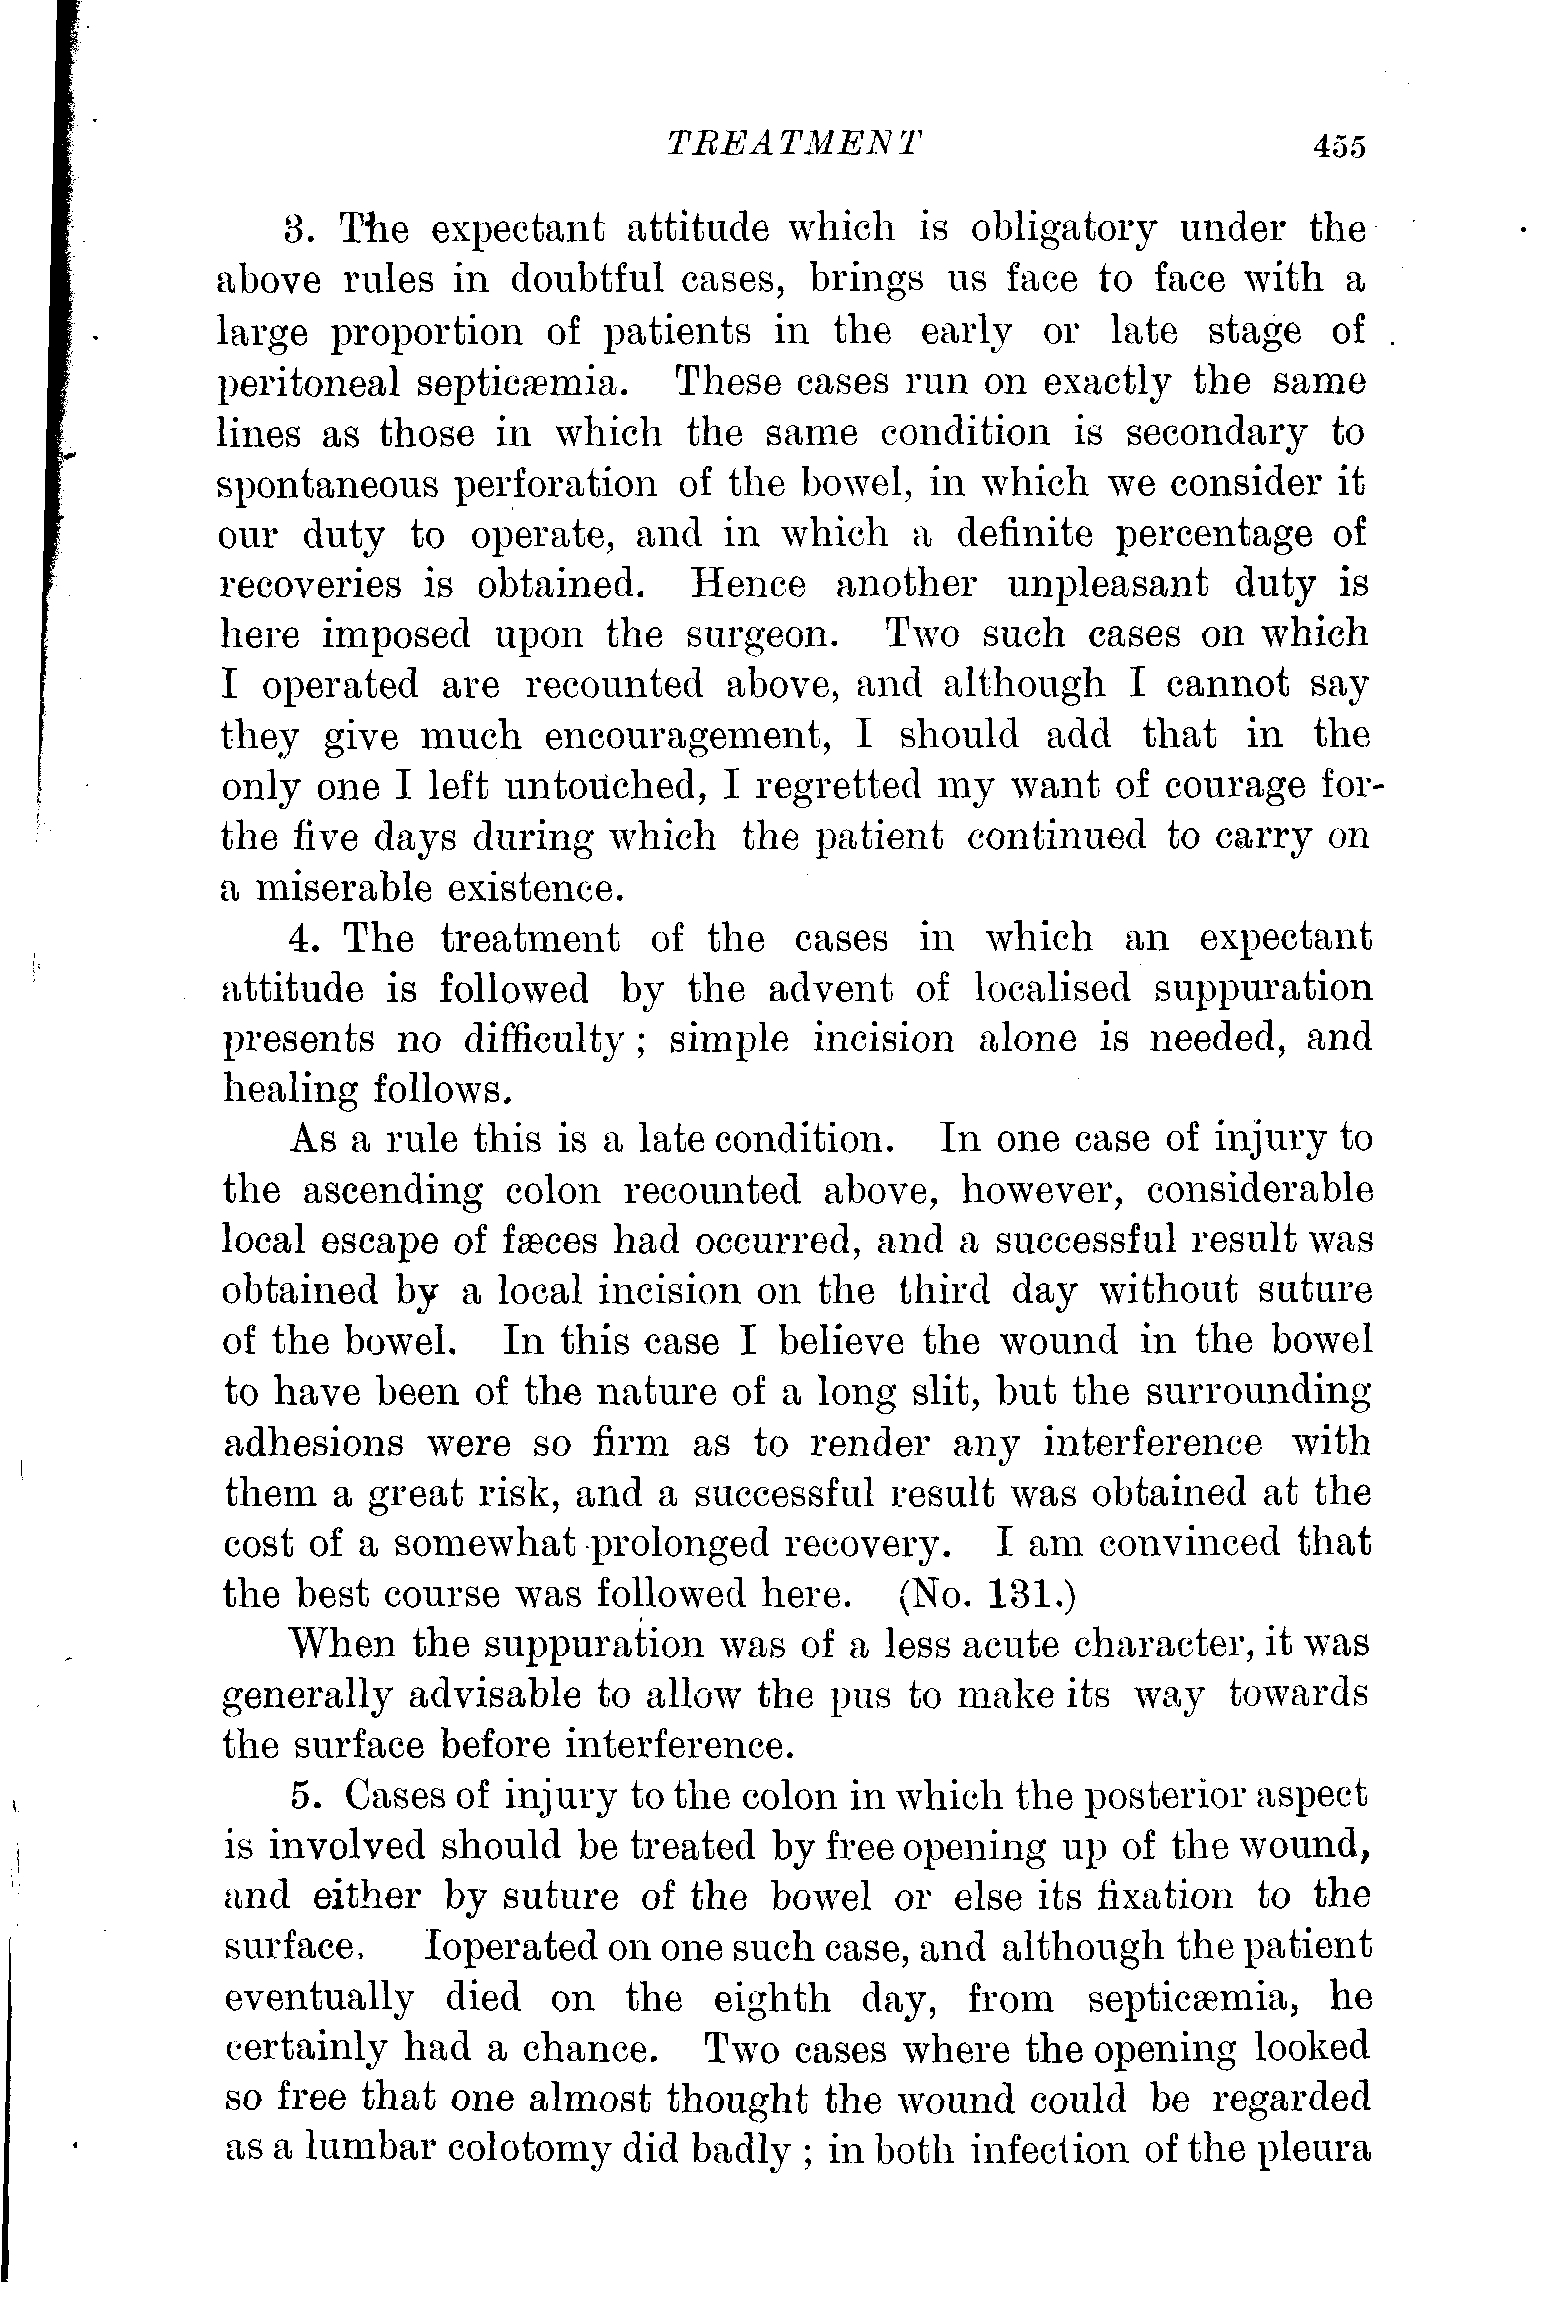 TREATMENT 455
3. The expectant attitude which is obligatory under the
above rules in doubtful cases, brings us face to face with a
large proportion of patients in the early or late stage of
peritoneal septicæmia. These cases run on exactly the same
lines as those in which the same condition is secondary to
spontaneous perforation of the bowel, in which we consider it
our duty to operate, and in which a definite percentage of
recoveries is obtained. Hence another unpleasant duty is
here imposed upon the surgeon. Two such cases on which
I operated are recounted above, and although I cannot say
they give much encouragement, I should add that in the
only one I left untouched, I regretted my want of courage for-
the five days during which the patient continued to carry on
a miserable existence.
4. The treatment of the cases in which an expectant
attitude is followed by the advent of localised suppuration
presents no difficulty ; simple incision alone is needed, and
healing follows.
As a rule this is a late condition. In one case of injury to
the ascending colon recounted above, however, considerable
local escape of fæces had occurred, and a successful result was
obtained by a local incision on the third day without suture
of the bowel. In this case I believe the wound in the bowel
to have been of the nature of a long slit, but the surrounding
adhesions were so firm as to render any interference with
them a great risk, and a successful result was obtained at the
cost of a somewhat prolonged recovery. I am convinced that
the best course was followed here. (No. 131.)
When the suppuration was of a less acute character, it was
generally advisable to allow the pus to make its way towards
the surface before interference.
5. Cases of injury to the colon in which the posterior aspect
is involved should be treated by free opening up of the wound,
and either by suture of the bowel or else its fixation to the
surface. I operated on one such case, and although the patient
eventually died on the eighth day, from septicæmia, he
certainly had a chance. Two cases where the opening looked
so free that one almost thought the wound could be regarded
as a lumbar colotomy did badly ; in both infection of the pleura